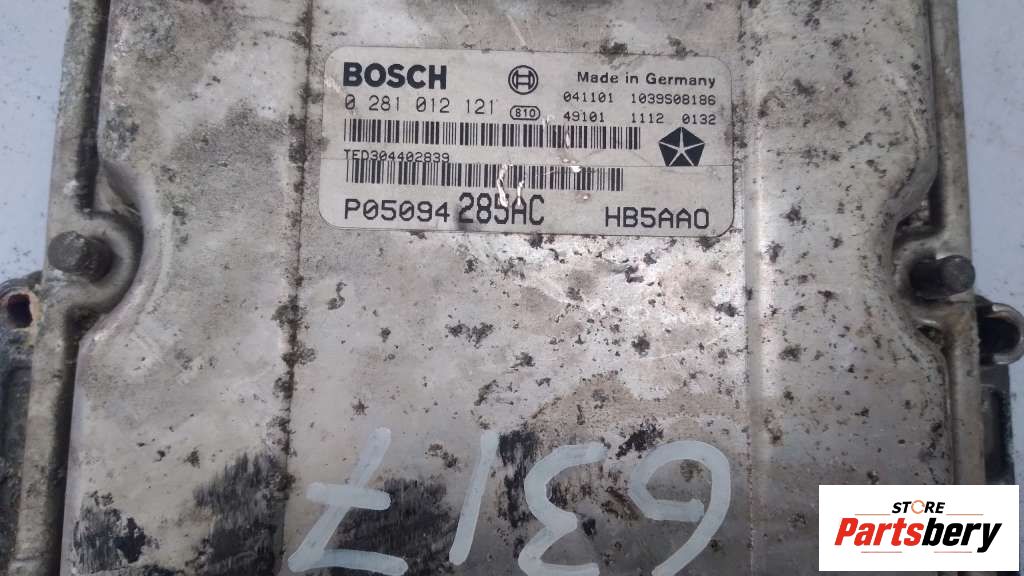 BOSCH Made in Germany
0 281 012 121 810 041101 1039S08186
49101 1112 0132
TED304402839
P05094 285AC HB5AA0
6317
STORE
Partsbery